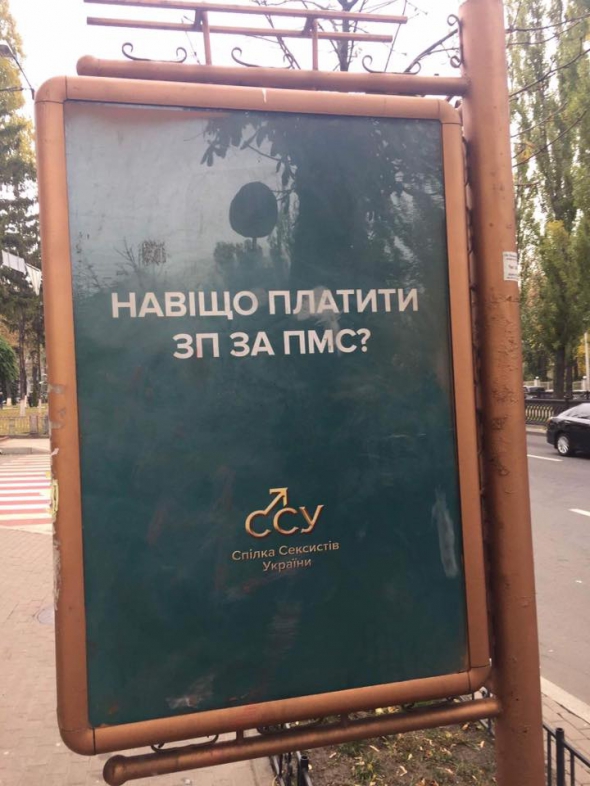 НАВІЩО ПЛАТИТИ
ЗП ЗА ПМС?
ССУ
Спілка Сексистів
України